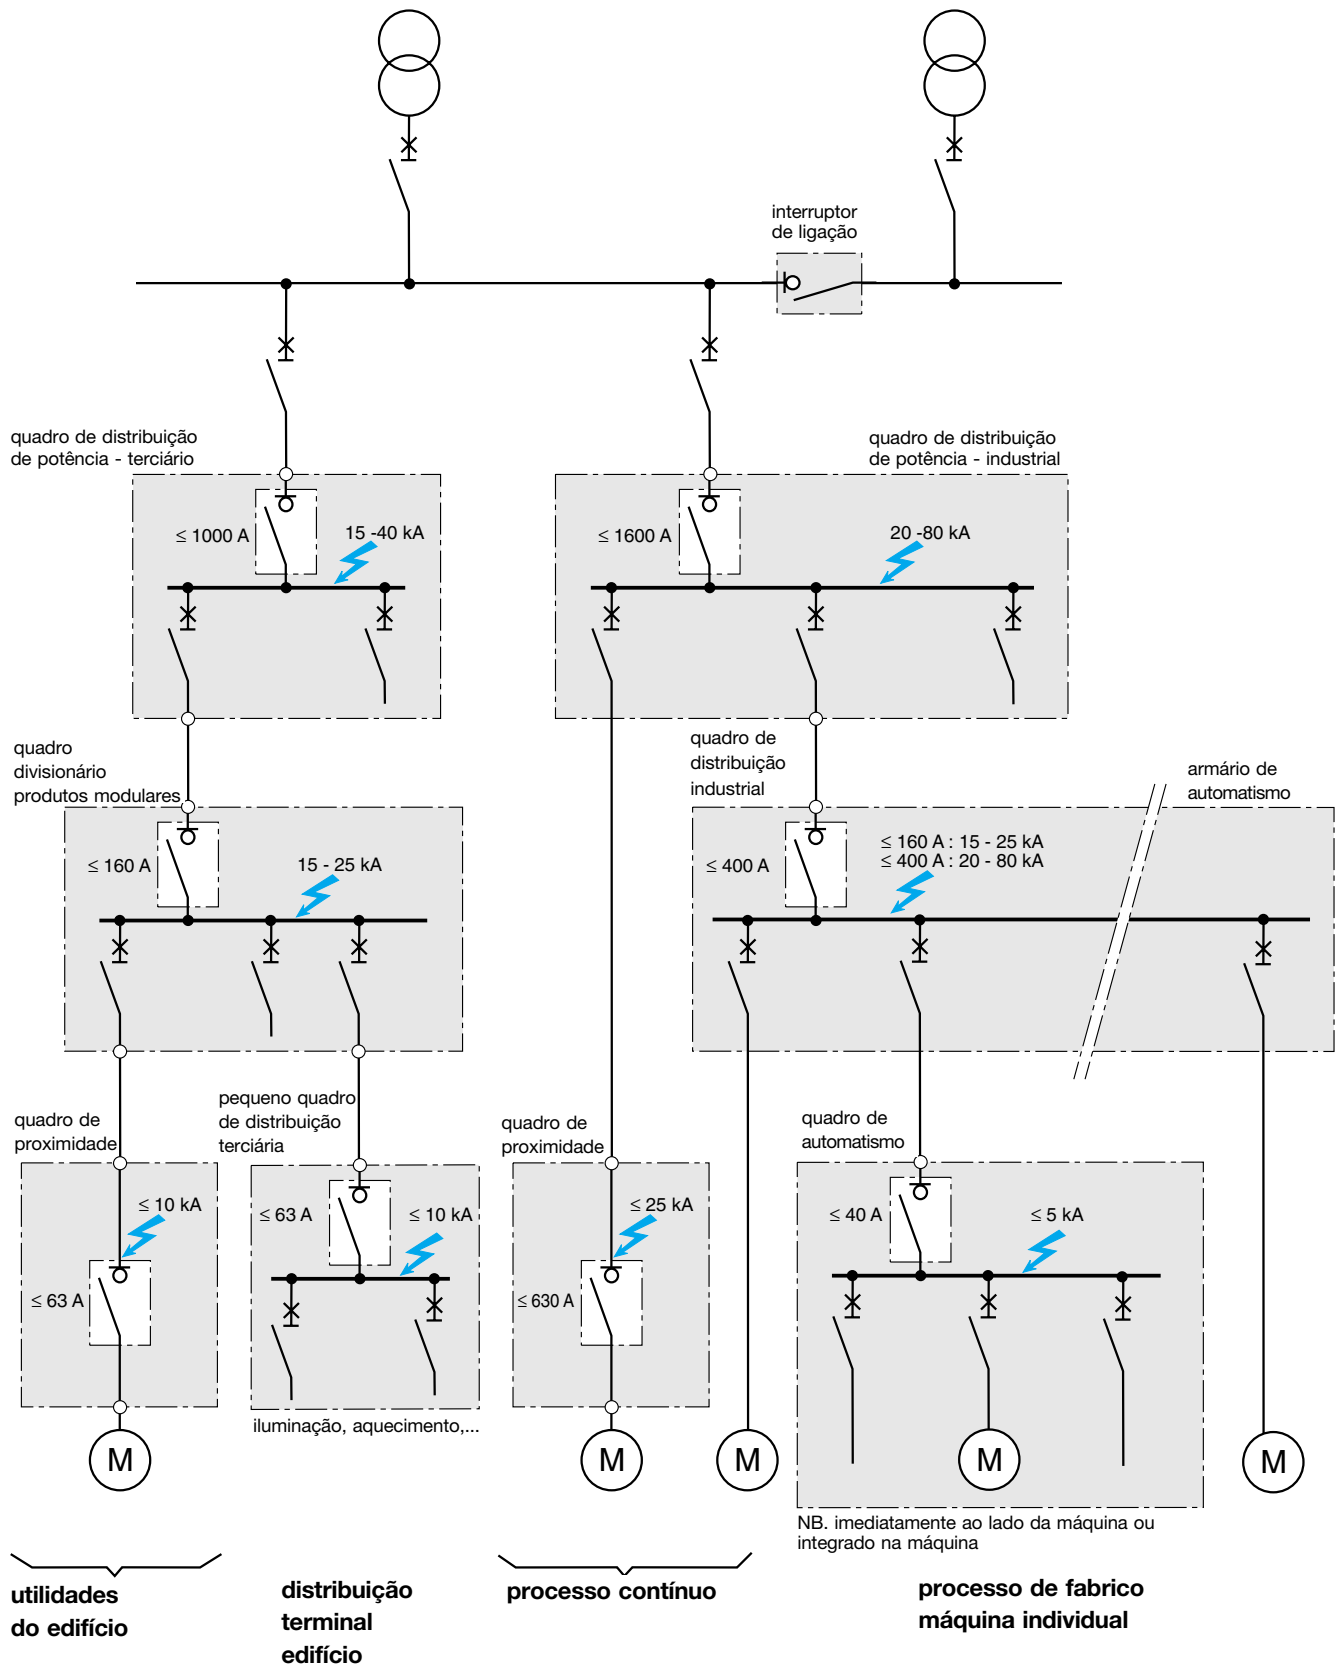 interruptor
de ligação
quadro de distribuição
de potência - terciário
quadro de distribuição
de potência - industrial
≤ 1000 A
15 -40 kA
≤ 1600 A
20 -80 kA
quadro
divisionário
produtos modulares
quadro de
distribuição
industrial
armário de
automatismo
≤ 160 A
15 - 25 kA
≤ 400 A
≤ 160 A : 15 - 25 kA
≤ 400 A : 20 - 80 kA
quadro de
proximidade
pequeno quadro
de distribuição
terciária
quadro de
proximidade
quadro de
automatismo
≤ 10 kA
≤ 63 A
≤ 63 A
≤ 10 kA
≤ 25 kA
≤ 630 A
≤ 40 A
≤ 5 kA
iluminação, aquecimento,...
M
M
M
M
M
NB. imediatamente ao lado da máquina ou
integrado na máquina
utilidades
do edifício
distribuição
terminal
edifício
processo contínuo
processo de fabrico
máquina individual